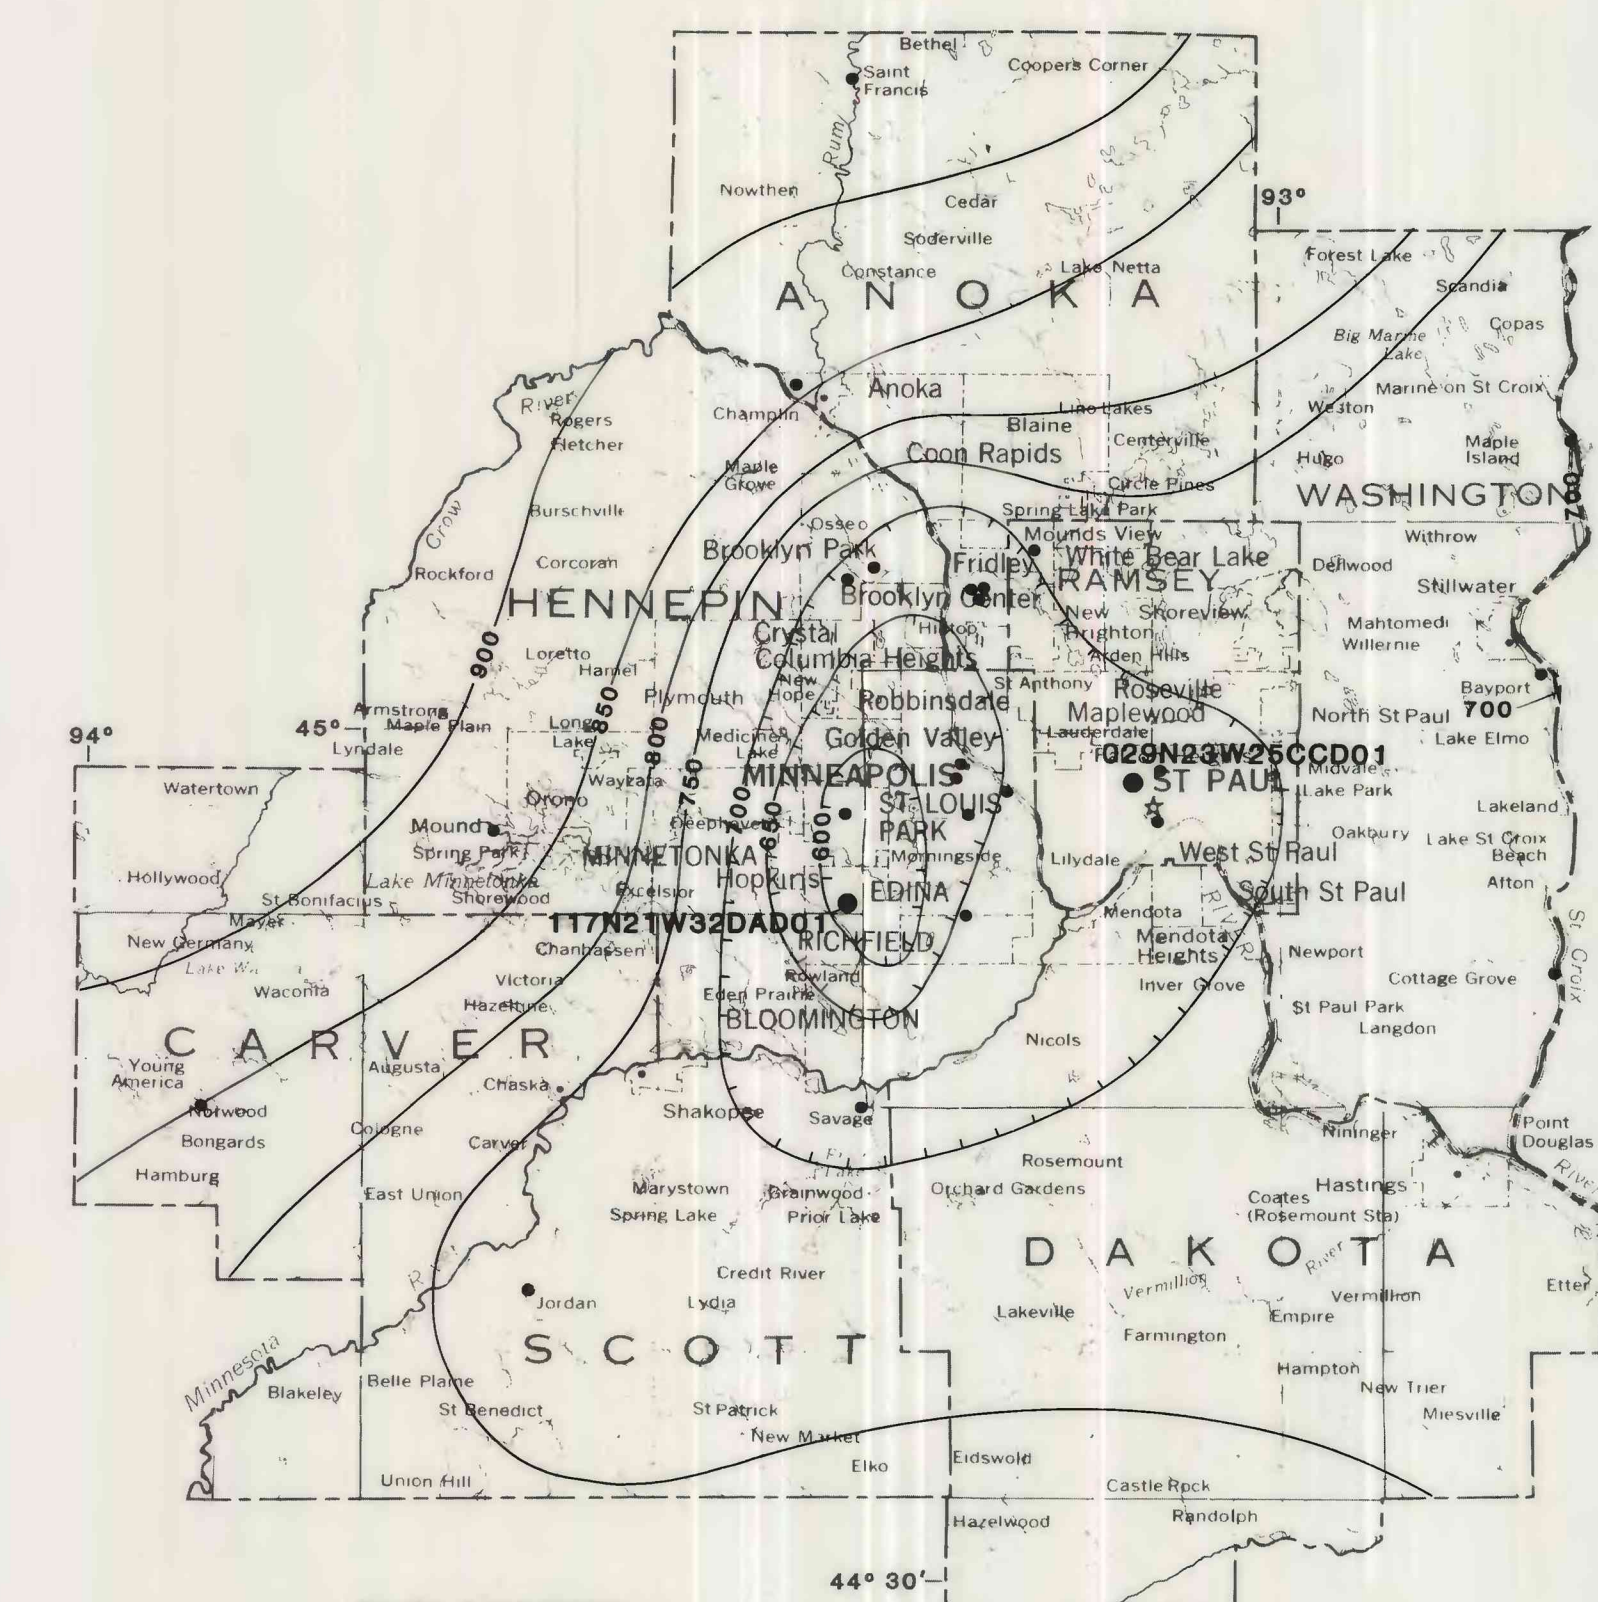 Bethel
Coopers Corner
Saint
Francis
Rum
Nowthen
Cedar
93°
Soderville
Forest Lake
Constance
Lake Netta
Scandia
ANOKA
Copas
Big Marine
Lake
Marine on St Croix
Anoka
River
Rogers
Champlin
Lino Lakes
Weston
Fletcher
Blaine
Centerville
Maple
Island
Coon Rapids
Hugo
Maple
Grove
Circle Pines
WASHINGTON
700
Burschville
Spring Lake Park
Osseo
Mounds View
Withrow
Crow
Brooklyn Park
Fridley
White Bear Lake
Corcoran
Dellwood
Rockford
RAMSEY
Stillwater
HENNEPIN
Brooklyn Center
New
Brighton
Shoreview
Mahtomedi
Hilltop
Crystal
Willernie
900
Loretto
Columbia Heights
Arden Hills
Hamel
New
Hope
St Anthony
Roseville
Bayport
Plymouth
Robbinsdale
Armstrong
850
Maplewood
North St Paul
700
Maple Plain
94°
45°
Long
Lake
800
Medicine
Lake
Golden Valley
Lauderdale
Lake Elmo
Lyndale
029N23W25CCD01
Wayzata
MINNEAPOLIS
ST PAUL
Midvale
Watertown
750
Lake Park
Orono
700
650
600
ST LOUIS
PARK
Lakeland
Mound
Deephaven
Oakbury
Lake St Croix
Beach
Spring Park
MINNETONKA
Morningside
Lilydale
West St Paul
Hollywood
Lake Minnetonka
Hopkins
Afton
Shorewood
Excelsior
EDINA
South St Paul
St Bonifacius
Mayer
117N21W32DAD01
Mendota
RIVER
St Croix
New Germany
Chanhassen
RICHFIELD
Mendota
Heights
Newport
Lake Wa
Victoria
Rowland
Cottage Grove
Waconia
Eden Prairie
Inver Grove
Hazeltine
BLOOMINGTON
St Paul Park
Langdon
CARVER
Nicols
Young
America
Augusta
Chaska
Norwood
Shakopee
Savage
Point
Douglas
Cologne
Nininger
Bongards
Carver
River
Hamburg
Rosemount
East Union
Marystown
Grainwood
Orchard Gardens
Hastings
Coates
(Rosemount Sta)
Spring Lake
Prior Lake
DAKOTA
River
Credit River
Vermillion
Etter
R
Jordan
Lydia
Lakeville
Vermillion
Empire
Farmington
SCOTT
Minnesota
Hampton
Belle Plaine
New Trier
Blakeley
St Benedict
St Patrick
Miesville
New Market
Elko
Eidswold
Union Hill
Castle Rock
Hazelwood
Randolph
44° 30'